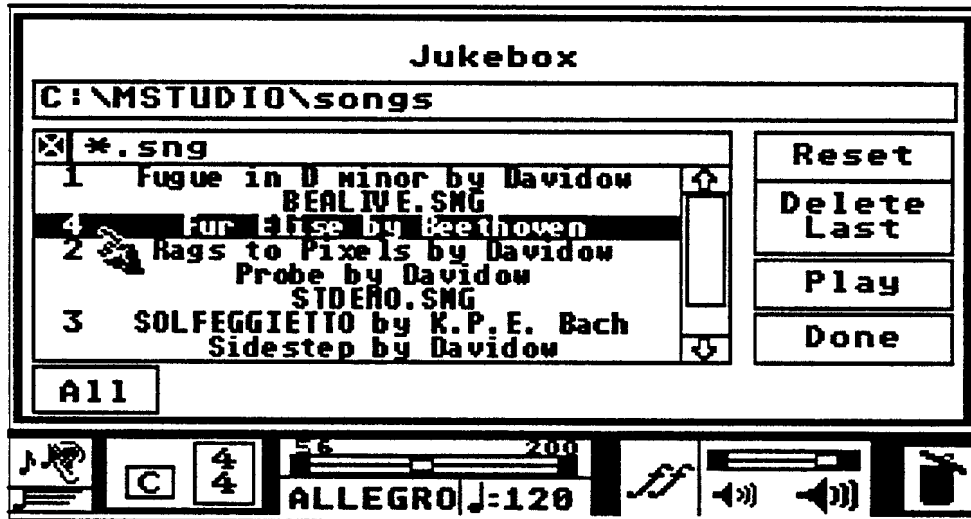 Jukebox
C:\MSTUDIO\songs
*.sng
1 Fugue in D minor by Davidow
BEALIVE.SNG
4 Fur Elise by Beethoven
2 Rags to Pixels by Davidow
Probe by Davidow
STDEMO.SNG
3 SOLFEGGIETTO by K.P.E. Bach
Sidestep by Davidow
Reset
Delete
Last
Play
Done
All
C
4
4
56 200
ALLEGRO ♩=120
ff